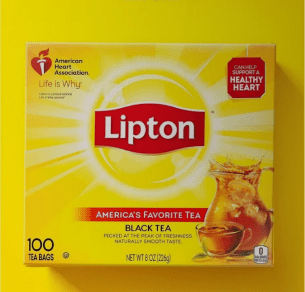 American
Heart
Association®
Life is Why™
CAN HELP
SUPPORT A
HEALTHY
HEART
Lipton
AMERICA'S FAVORITE TEA
BLACK TEA
PICKED AT THE PEAK OF FRESHNESS
NATURALLY SMOOTH TASTE
100
TEA BAGS
NET WT 8 OZ (226g)
0